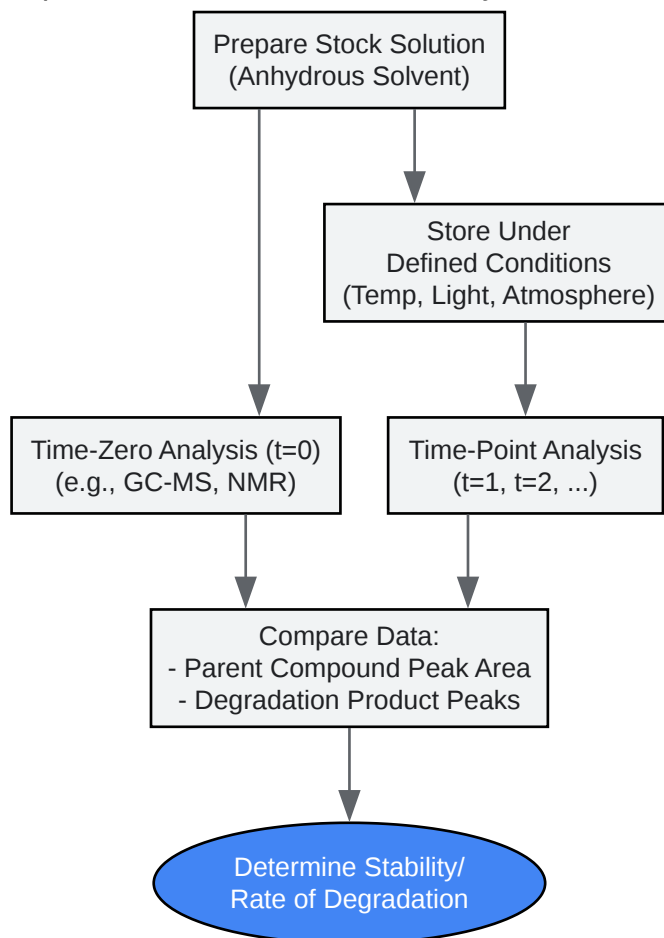 Prepare Stock Solution
(Anhydrous Solvent)
Store Under
Defined Conditions
(Temp, Light, Atmosphere)
Time-Zero Analysis (t=0)
(e.g., GC-MS, NMR)
Time-Point Analysis
(t=1, t=2, ...)
Compare Data:
- Parent Compound Peak Area
- Degradation Product Peaks
Determine Stability/
Rate of Degradation